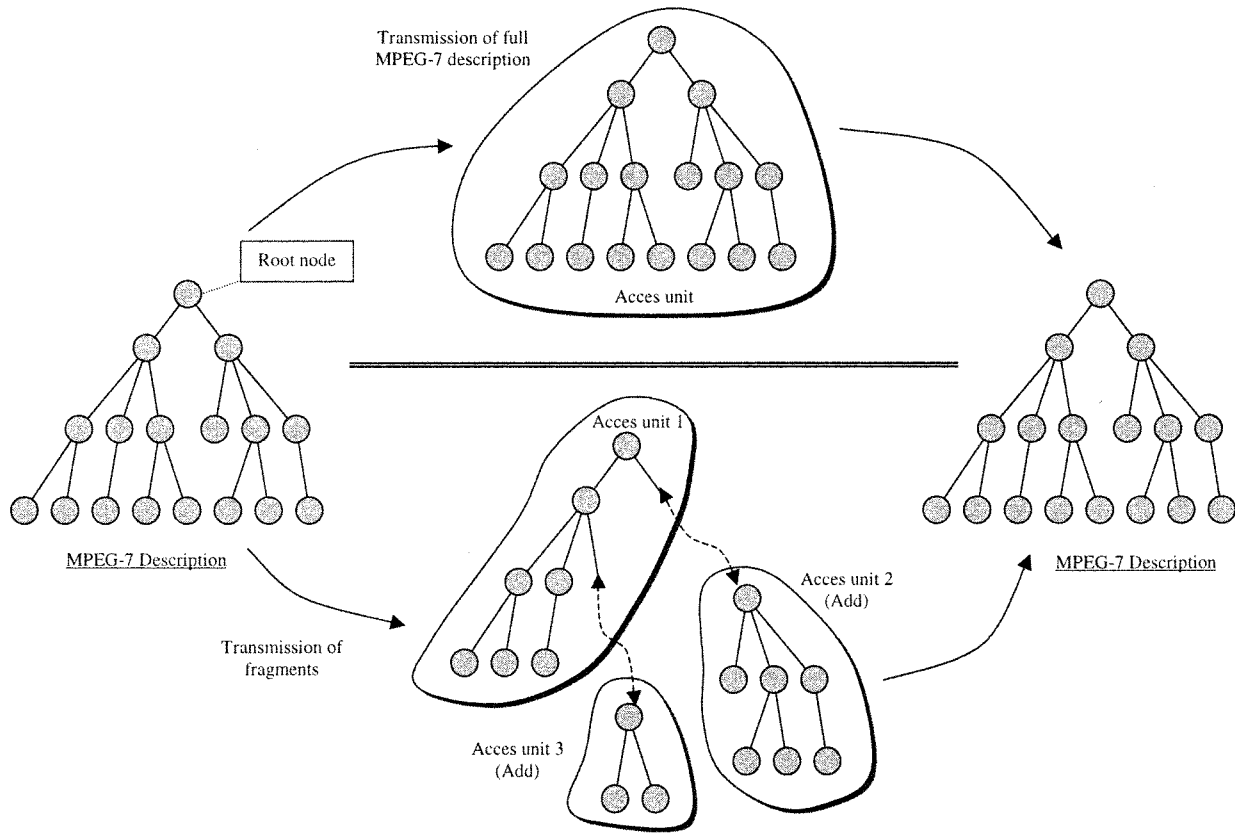 Transmission of full
MPEG-7 description
Acces unit
Root node
MPEG-7 Description
Acces unit 1
Acces unit 2
(Add)
MPEG-7 Description
Transmission of
fragments
Acces unit 3
(Add)